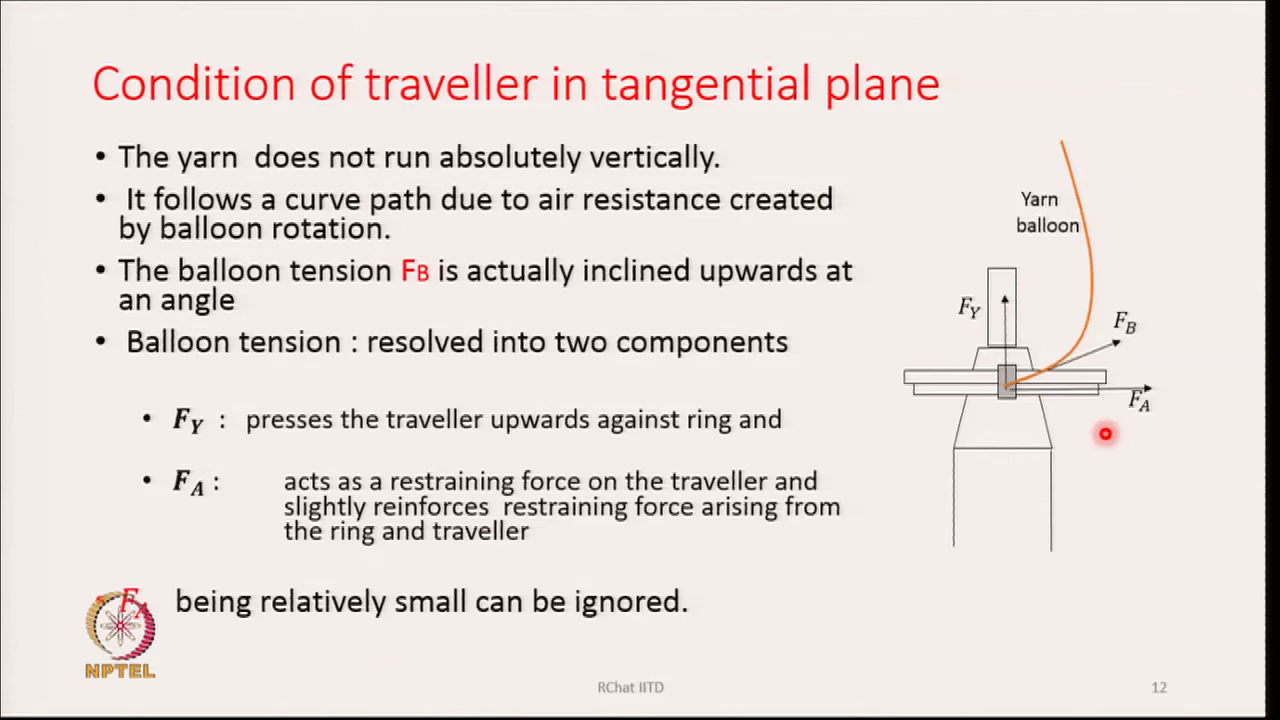 Condition of traveller in tangential plane
• The yarn does not run absolutely vertically.
• It follows a curve path due to air resistance created
by balloon rotation.
• The balloon tension FB is actually inclined upwards at
an angle
• Balloon tension : resolved into two components
• FY : presses the traveller upwards against ring and
• FA : acts as a restraining force on the traveller and
slightly reinforces restraining force arising from
the ring and traveller
FA being relatively small can be ignored.
Yarn
balloon
FY
FB
FA
NPTEL
RChat IITD
12